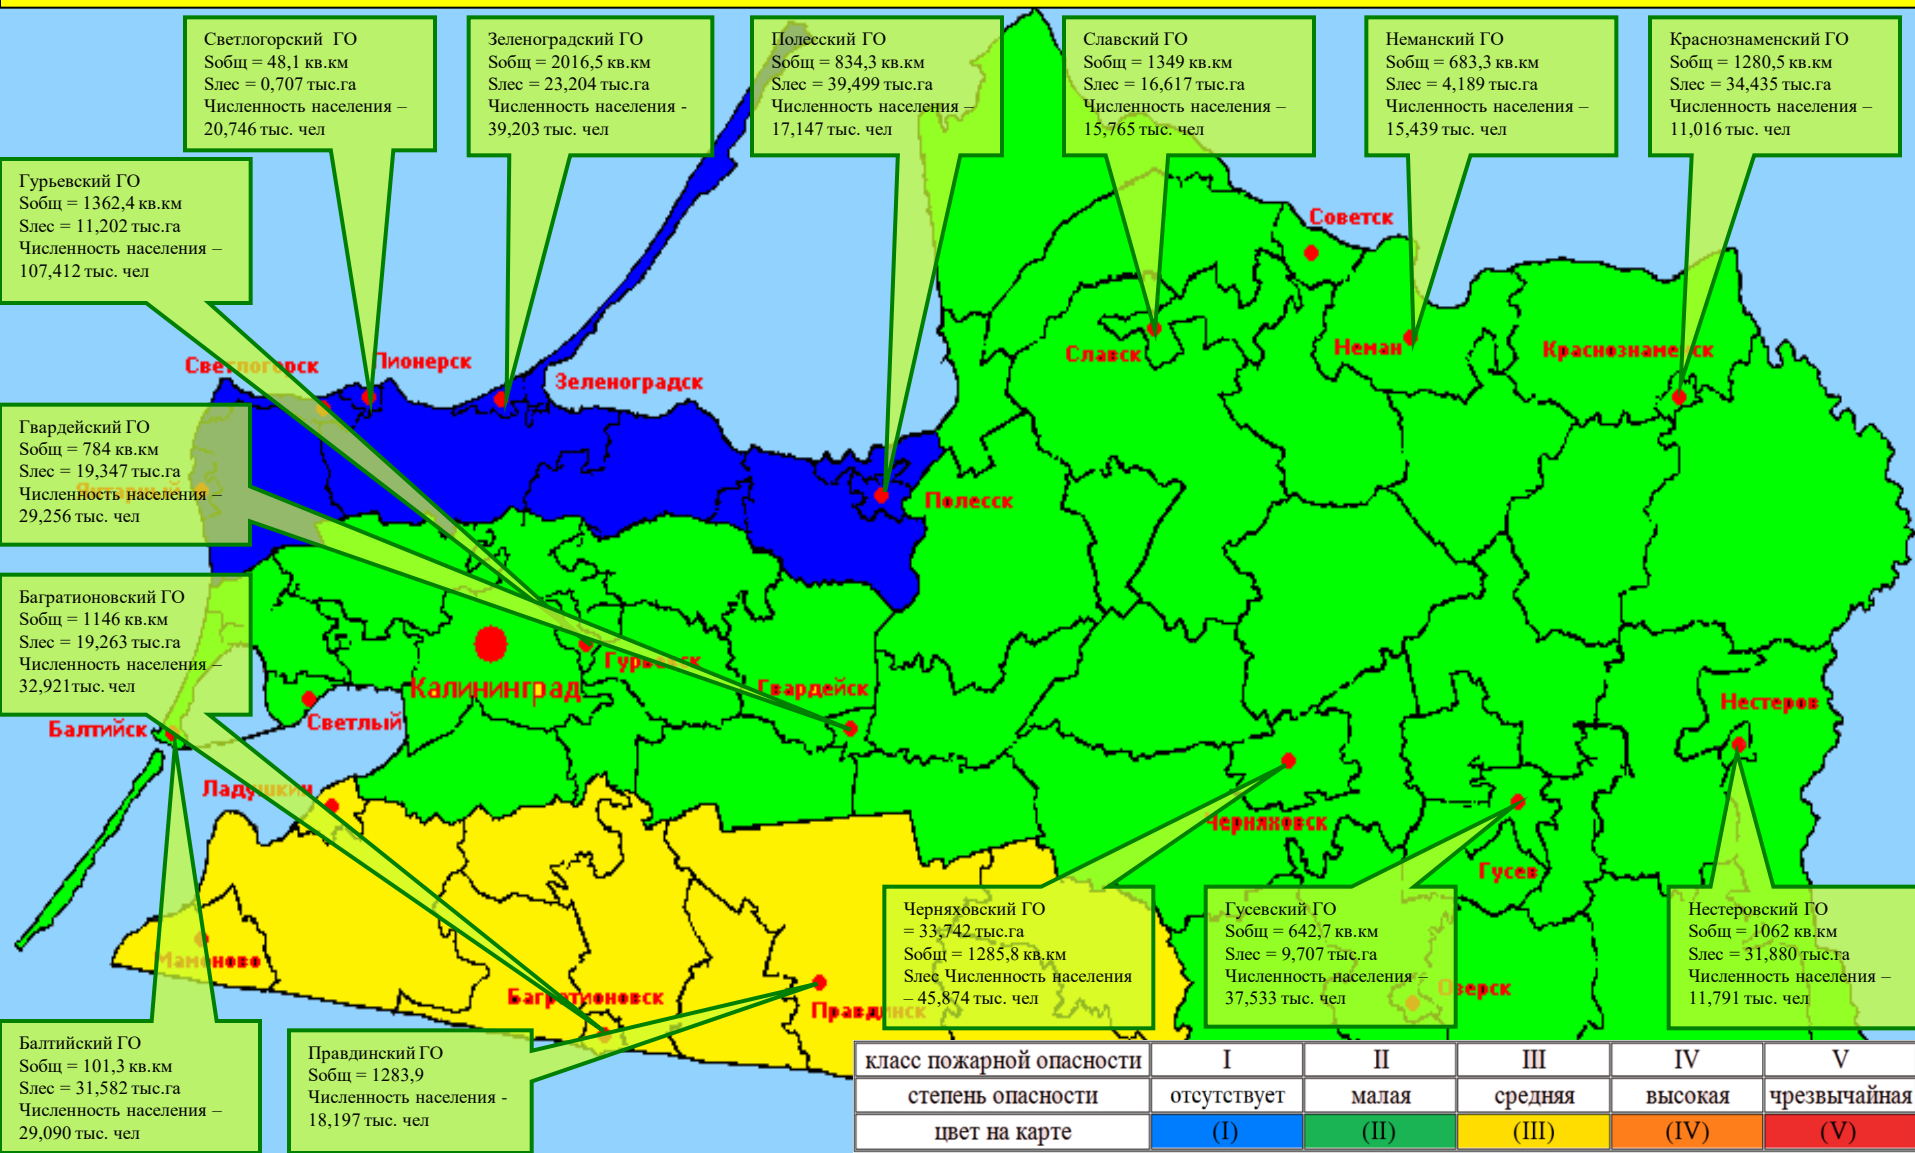 Светлогорский ГО
Sобщ = 48,1 кв.км
Sлес = 0,707 тыс.га
Численность населения –
20,746 тыс. чел
Зеленоградский ГО
Sобщ = 2016,5 кв.км
Sлес = 23,204 тыс.га
Численность населения -
39,203 тыс. чел
Полесский ГО
Sобщ = 834,3 кв.км
Sлес = 39,499 тыс.га
Численность населения –
17,147 тыс. чел
Славский ГО
Sобщ = 1349 кв.км
Sлес = 16,617 тыс.га
Численность населения –
15,765 тыс. чел
Неманский ГО
Sобщ = 683,3 кв.км
Sлес = 4,189 тыс.га
Численность населения –
15,439 тыс. чел
Краснознаменский ГО
Sобщ = 1280,5 кв.км
Sлес = 34,435 тыс.га
Численность населения –
11,016 тыс. чел
Гурьевский ГО
Sобщ = 1362,4 кв.км
Sлес = 11,202 тыс.га
Численность населения –
107,412 тыс. чел
Советск
Светлогорск
Пионерск
Зеленоградск
Славск
Неман
Краснознаменск
Гвардейский ГО
Sобщ = 784 кв.км
Sлес = 19,347 тыс.га
Численность населения –
29,256 тыс. чел
Янтарный
Полесск
Багратионовский ГО
Sобщ = 1146 кв.км
Sлес = 19,263 тыс.га
Численность населения –
32,921тыс. чел
Гурьевск
Калининград
Гвардейск
Нестеров
Балтийск
Светлый
Ладушкин
Черняховск
Гусев
Мамоново
Багратионовск
Правдинск
Озерск
Черняховский ГО
= 33,742 тыс.га
Sобщ = 1285,8 кв.км
Sлес Численность населения
– 45,874 тыс. чел
Гусевский ГО
Sобщ = 642,7 кв.км
Sлес = 9,707 тыс.га
Численность населения –
37,533 тыс. чел
Нестеровский ГО
Sобщ = 1062 кв.км
Sлес = 31,880 тыс.га
Численность населения –
11,791 тыс. чел
Балтийский ГО
Sобщ = 101,3 кв.км
Sлес = 31,582 тыс.га
Численность населения –
29,090 тыс. чел
Правдинский ГО
Sобщ = 1283,9
Численность населения -
18,197 тыс. чел
класс пожарной опасности I II III IV V
степень опасности отсутствует малая средняя высокая чрезвычайная
цвет на карте (I) (II) (III) (IV) (V)